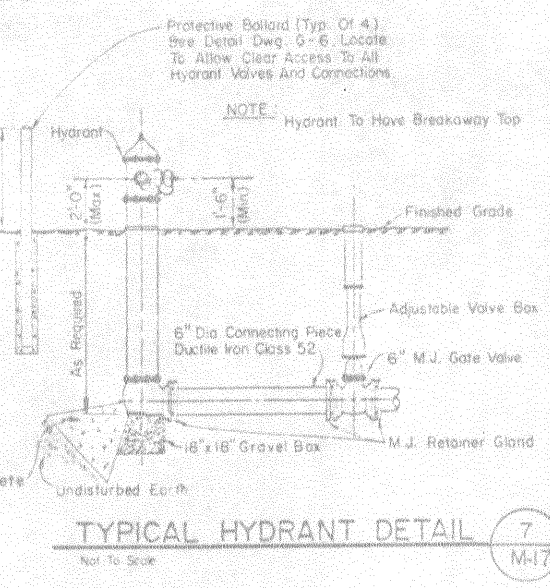 Protective Bollard (Typ. Of 4)
See Detail Dwg. G-6. Locate
To Allow Clear Access To All
Hydrant Valves And Connections
NOTE:
Hydrant To Have Breakaway Top
Hydrant
2'-0"
(Max)
1'-6"
(Min)
Finished Grade
Adjustable Valve Box
As Required
6" Dia. Connecting Piece
Ductile Iron Class 52
6" M.J. Gate Valve
18"x18" Gravel Box
M.J. Retainer Gland
ete
Undisturbed Earth
TYPICAL HYDRANT DETAIL
7
M-17
Not To Scale